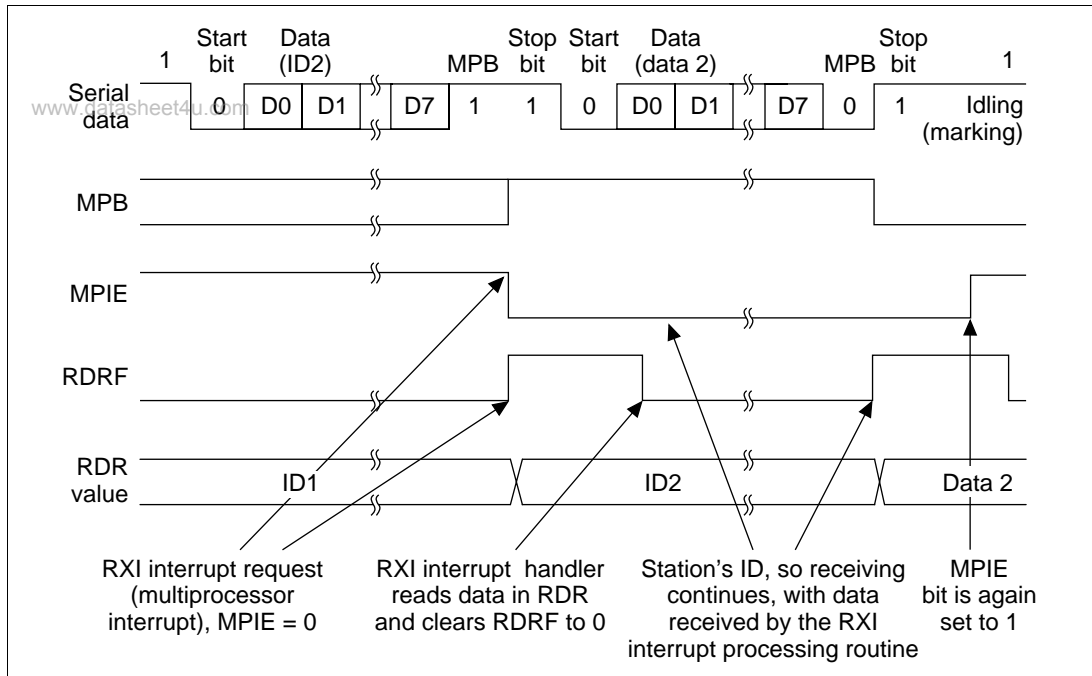 Start Data Stop Start Data Stop
1 bit (ID2) MPB bit bit (data 2) MPB bit 1
Serial data
www.datasheet4u.com
0 D0 D1 D7 1 1 0 D0 D1 D7 0 1 Idling (marking)
MPB
MPIE
RDRF
RDR value
ID1 ID2 Data 2
RXI interrupt request
(multiprocessor
interrupt), MPIE = 0
RXI interrupt handler
reads data in RDR
and clears RDRF to 0
Station's ID, so receiving
continues, with data
received by the RXI
interrupt processing routine
MPIE
bit is again
set to 1